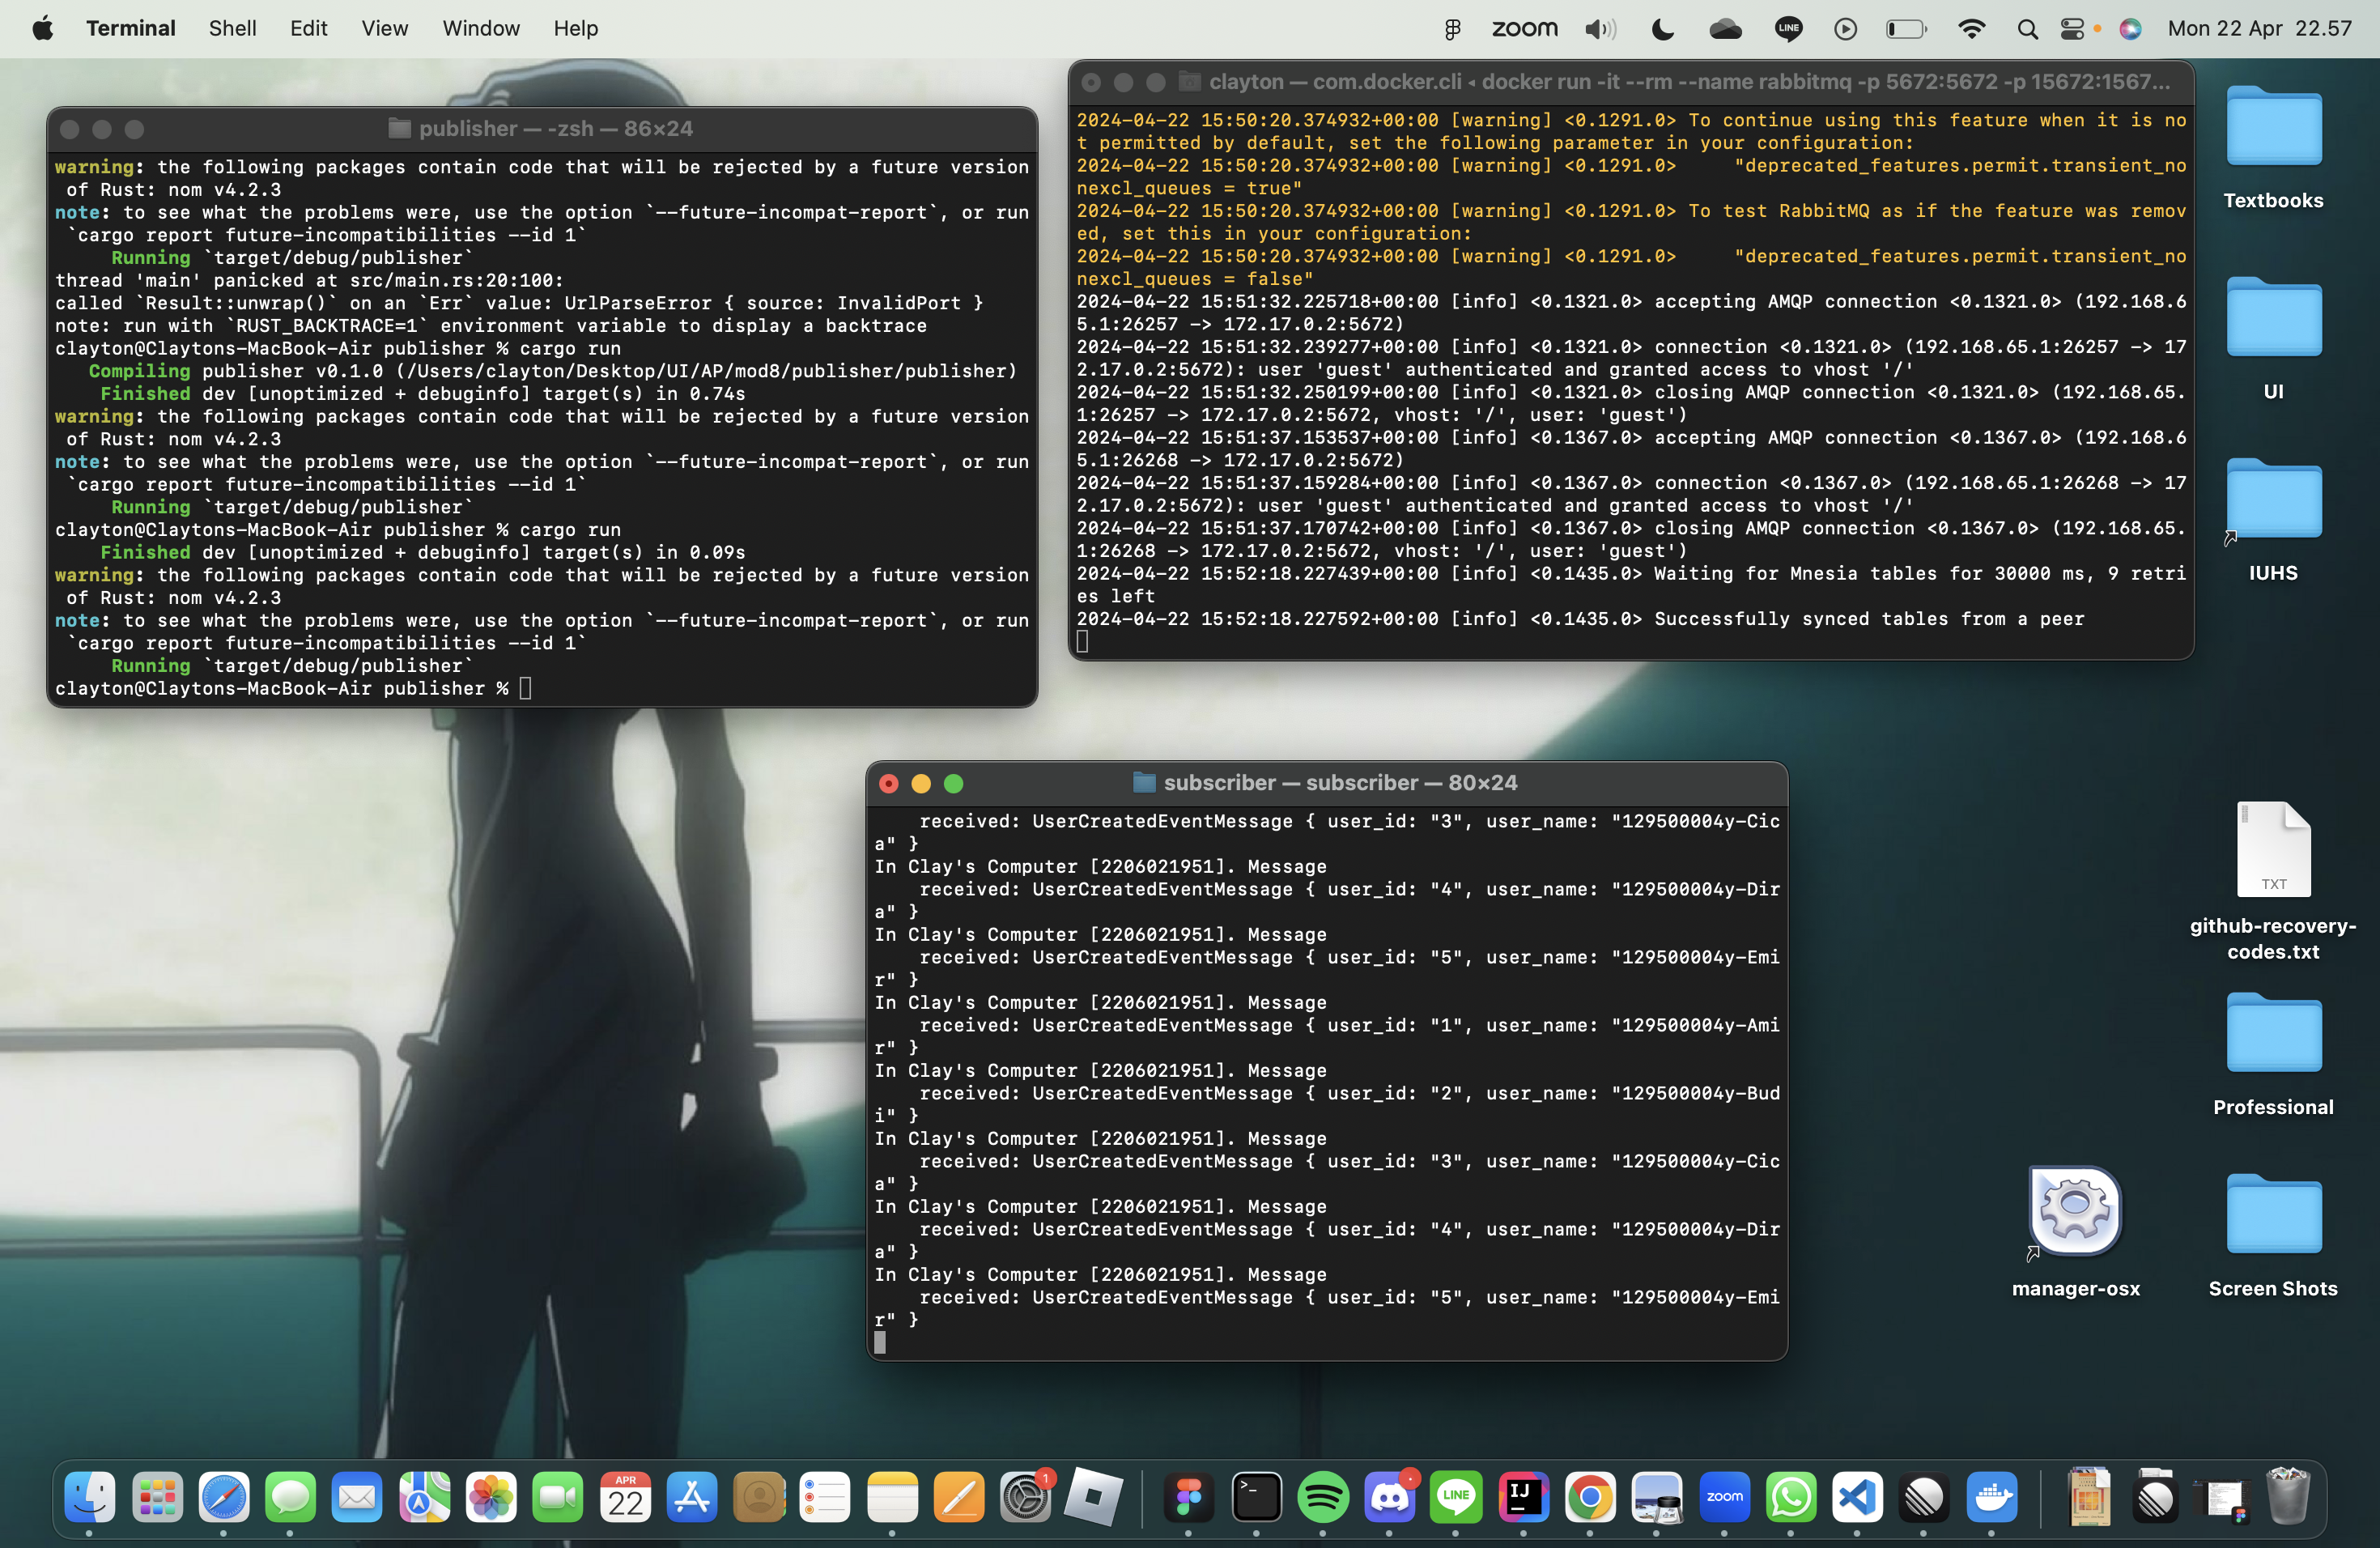 Terminal Shell Edit View Window Help zoom LINE Mon 22 Apr 22.57
publisher — -zsh — 86×24
warning: the following packages contain code that will be rejected by a future version
of Rust: nom v4.2.3
note: to see what the problems were, use the option `--future-incompat-report`, or run
`cargo report future-incompatibilities --id 1`
Running `target/debug/publisher`
thread 'main' panicked at src/main.rs:20:100:
called `Result::unwrap()` on an `Err` value: UrlParseError { source: InvalidPort }
note: run with `RUST_BACKTRACE=1` environment variable to display a backtrace
clayton@Claytons-MacBook-Air publisher % cargo run
Compiling publisher v0.1.0 (/Users/clayton/Desktop/UI/AP/mod8/publisher/publisher)
Finished dev [unoptimized + debuginfo] target(s) in 0.74s
warning: the following packages contain code that will be rejected by a future version
of Rust: nom v4.2.3
note: to see what the problems were, use the option `--future-incompat-report`, or run
`cargo report future-incompatibilities --id 1`
Running `target/debug/publisher`
clayton@Claytons-MacBook-Air publisher % cargo run
Finished dev [unoptimized + debuginfo] target(s) in 0.09s
warning: the following packages contain code that will be rejected by a future version
of Rust: nom v4.2.3
note: to see what the problems were, use the option `--future-incompat-report`, or run
`cargo report future-incompatibilities --id 1`
Running `target/debug/publisher`
clayton@Claytons-MacBook-Air publisher %
clayton — com.docker.cli ◂ docker run -it --rm --name rabbitmq -p 5672:5672 -p 15672:1567...
2024-04-22 15:50:20.374932+00:00 [warning] <0.1291.0> To continue using this feature when it is no
t permitted by default, set the following parameter in your configuration:
2024-04-22 15:50:20.374932+00:00 [warning] <0.1291.0> "deprecated_features.permit.transient_no
nexcl_queues = true"
2024-04-22 15:50:20.374932+00:00 [warning] <0.1291.0> To test RabbitMQ as if the feature was remov
ed, set this in your configuration:
2024-04-22 15:50:20.374932+00:00 [warning] <0.1291.0> "deprecated_features.permit.transient_no
nexcl_queues = false"
2024-04-22 15:51:32.225718+00:00 [info] <0.1321.0> accepting AMQP connection <0.1321.0> (192.168.6
5.1:26257 -> 172.17.0.2:5672)
2024-04-22 15:51:32.239277+00:00 [info] <0.1321.0> connection <0.1321.0> (192.168.65.1:26257 -> 17
2.17.0.2:5672): user 'guest' authenticated and granted access to vhost '/'
2024-04-22 15:51:32.250199+00:00 [info] <0.1321.0> closing AMQP connection <0.1321.0> (192.168.65.
1:26257 -> 172.17.0.2:5672, vhost: '/', user: 'guest')
2024-04-22 15:51:37.153537+00:00 [info] <0.1367.0> accepting AMQP connection <0.1367.0> (192.168.6
5.1:26268 -> 172.17.0.2:5672)
2024-04-22 15:51:37.159284+00:00 [info] <0.1367.0> connection <0.1367.0> (192.168.65.1:26268 -> 17
2.17.0.2:5672): user 'guest' authenticated and granted access to vhost '/'
2024-04-22 15:51:37.170742+00:00 [info] <0.1367.0> closing AMQP connection <0.1367.0> (192.168.65.
1:26268 -> 172.17.0.2:5672, vhost: '/', user: 'guest')
2024-04-22 15:52:18.227439+00:00 [info] <0.1435.0> Waiting for Mnesia tables for 30000 ms, 9 retri
es left
2024-04-22 15:52:18.227592+00:00 [info] <0.1435.0> Successfully synced tables from a peer
subscriber — subscriber — 80×24
received: UserCreatedEventMessage { user_id: "3", user_name: "129500004y-Cic
a" }
In Clay's Computer [2206021951]. Message
received: UserCreatedEventMessage { user_id: "4", user_name: "129500004y-Dir
a" }
In Clay's Computer [2206021951]. Message
received: UserCreatedEventMessage { user_id: "5", user_name: "129500004y-Emi
r" }
In Clay's Computer [2206021951]. Message
received: UserCreatedEventMessage { user_id: "1", user_name: "129500004y-Ami
r" }
In Clay's Computer [2206021951]. Message
received: UserCreatedEventMessage { user_id: "2", user_name: "129500004y-Bud
i" }
In Clay's Computer [2206021951]. Message
received: UserCreatedEventMessage { user_id: "3", user_name: "129500004y-Cic
a" }
In Clay's Computer [2206021951]. Message
received: UserCreatedEventMessage { user_id: "4", user_name: "129500004y-Dir
a" }
In Clay's Computer [2206021951]. Message
received: UserCreatedEventMessage { user_id: "5", user_name: "129500004y-Emi
r" }
Textbooks
UI
IUHS
TXT
github-recovery-
codes.txt
Professional
manager-osx
Screen Shots
APR
22
1
>_
LINE
IJ
zoom